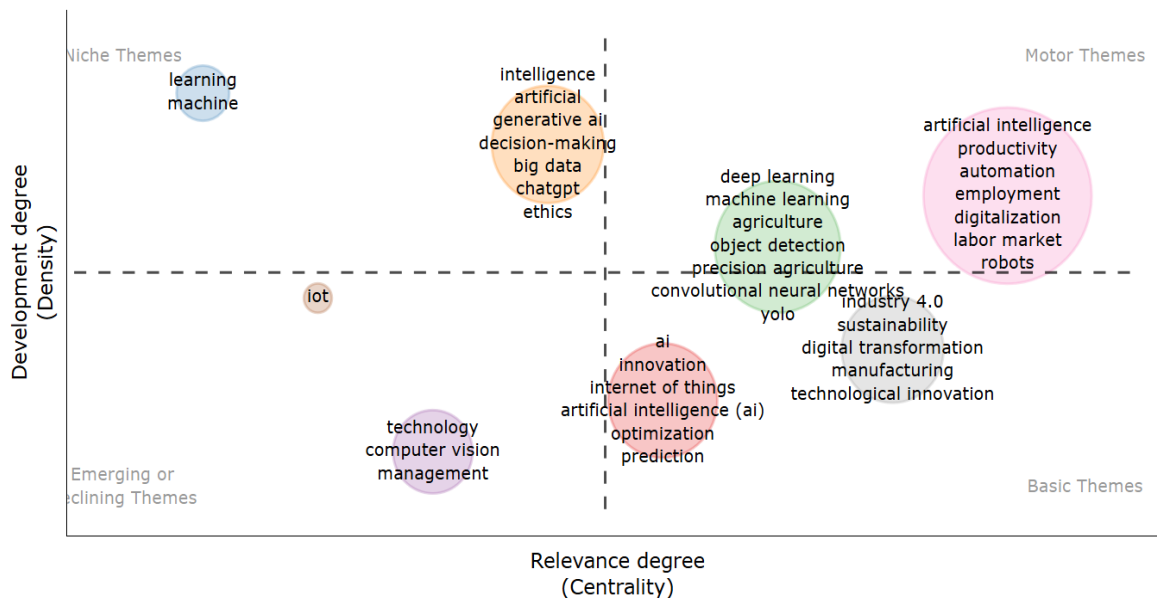 Niche Themes
Motor Themes
learning
machine
intelligence
artificial
generative ai
decision-making
big data
chatgpt
ethics
artificial intelligence
productivity
automation
employment
digitalization
labor market
robots
deep learning
machine learning
agriculture
object detection
precision agriculture
convolutional neural networks
yolo
Development degree
(Density)
iot
industry 4.0
sustainability
digital transformation
manufacturing
technological innovation
ai
innovation
internet of things
artificial intelligence (ai)
optimization
prediction
technology
computer vision
management
Emerging or
eclining Themes
Basic Themes
Relevance degree
(Centrality)